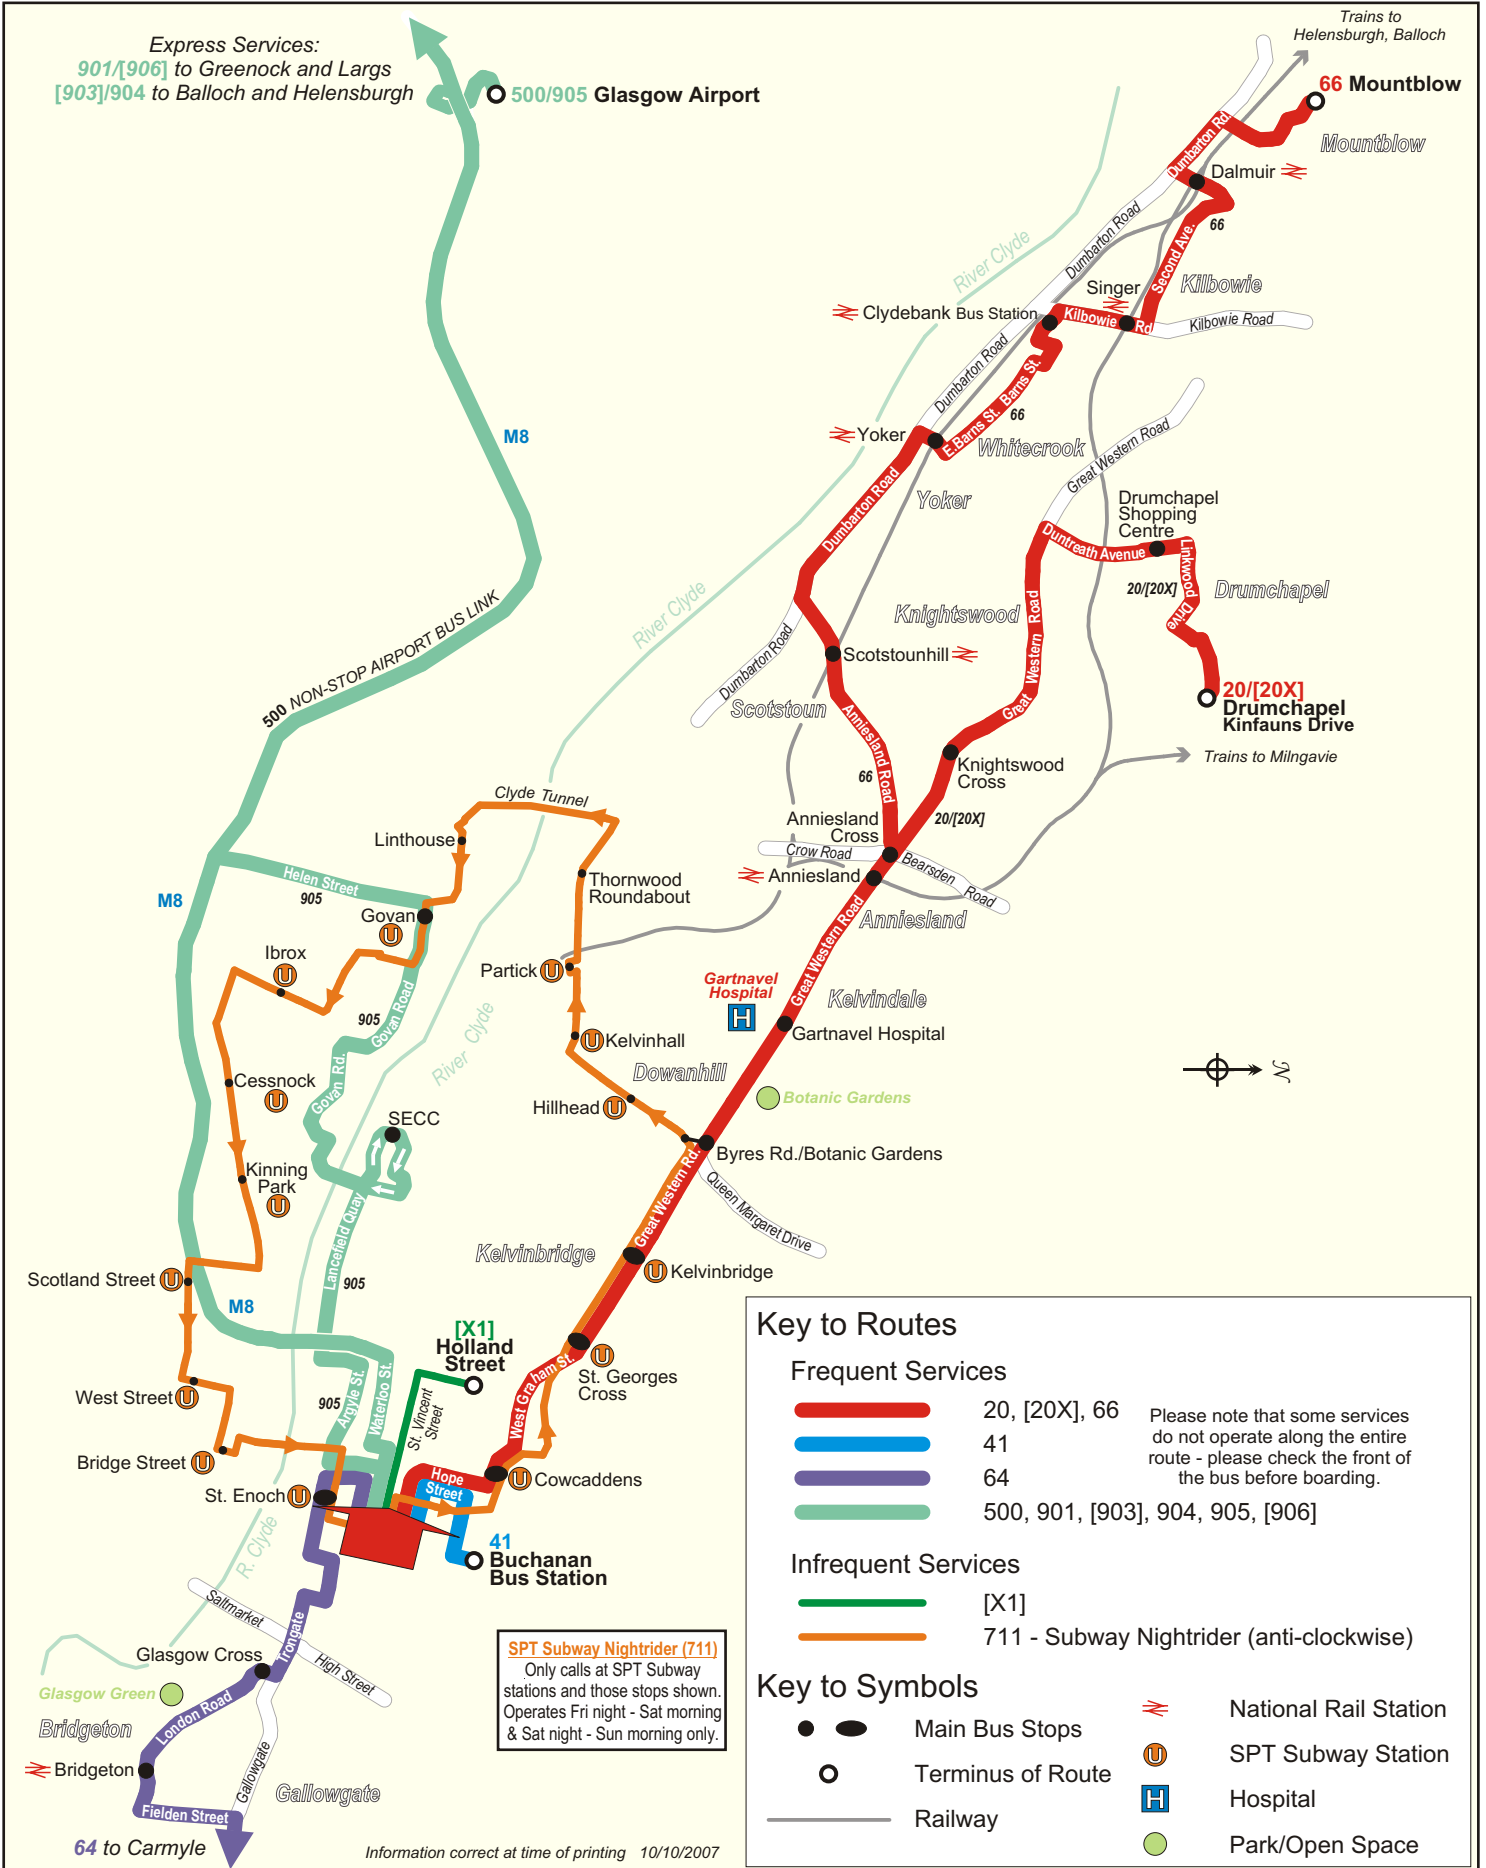 Express Services:
901/[906] to Greenock and Largs
[903]/904 to Balloch and Helensburgh
500/905 Glasgow Airport
Trains to
Helensburgh, Balloch
66 Mountblow
Mountblow
Dumbarton Rd.
Dalmuir
66
Second Ave.
Kilbowie
Dumbarton Road
River Clyde
Singer
Clydebank Bus Station
Kilbowie Rd
Kilbowie Road
Dumbarton Road
E.Barns St. Barns St.
66
M8
Yoker
Whitecrook
Great Western Road
Yoker
Dumbarton Road
Drumchapel
Shopping
Centre
Duntreath Avenue
Linkwood Drive
20/[20X]
Drumchapel
500 NON-STOP AIRPORT BUS LINK
River Clyde
Knightswood
Great Western Road
Dumbarton Road
Scotstounhill
Scotstoun
20/[20X]
Drumchapel
Kinfauns Drive
Anniesland Road
66
Knightswood
Cross
Trains to Milngavie
Clyde Tunnel
20/[20X]
Anniesland
Cross
Linthouse
Crow Road
Bearsden Road
Helen Street
905
M8
Thornwood
Roundabout
Anniesland
Anniesland
Govan
U
Great Western Road
Ibrox
U
Partick U
Gartnavel
Hospital
H
Kelvindale
905
Govan Road
River Clyde
U Kelvinhall
Gartnavel Hospital
N
Govan Rd.
Dowanhill
Cessnock
U
Hillhead U
Botanic Gardens
SECC
Byres Rd./Botanic Gardens
Kinning
Park
U
Great Western Rd.
Queen Margaret Drive
Lancefield Quay
905
Kelvinbridge
U Kelvinbridge
Scotland Street U
M8
[X1]
Holland
Street
U
St. Georges
Cross
West Graham St.
West Street U
905
Argyle St.
Waterloo St.
St. Vincent
Street
Bridge Street U
Hope
Street
U Cowcaddens
St. Enoch U
41
Buchanan
Bus Station
R. Clyde
Saltmarket
Trongate
High Street
Glasgow Cross
Glasgow Green
London Road
Bridgeton
Bridgeton
Gallowgate
Gallowgate
Fielden Street
64 to Carmyle
SPT Subway Nightrider (711)
Only calls at SPT Subway
stations and those stops shown.
Operates Fri night - Sat morning
& Sat night - Sun morning only.
Information correct at time of printing 10/10/2007
Key to Routes
Frequent Services
20, [20X], 66
41
64
500, 901, [903], 904, 905, [906]
Please note that some services
do not operate along the entire
route - please check the front of
the bus before boarding.
Infrequent Services
[X1]
711 - Subway Nightrider (anti-clockwise)
Key to Symbols
Main Bus Stops
Terminus of Route
Railway
National Rail Station
U SPT Subway Station
H Hospital
Park/Open Space